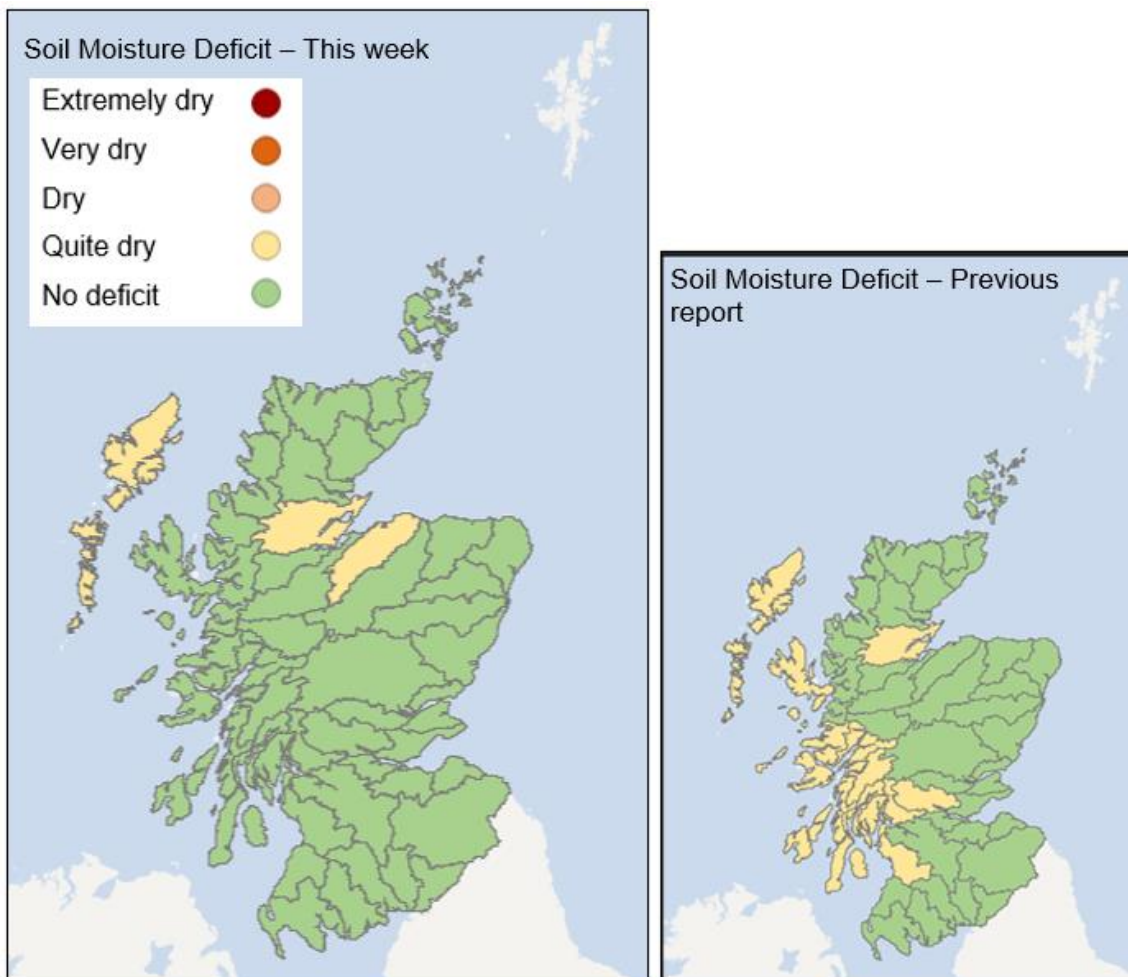 Soil Moisture Deficit – This week
Extremely dry
Very dry
Dry
Quite dry
No deficit
Soil Moisture Deficit – Previous
report